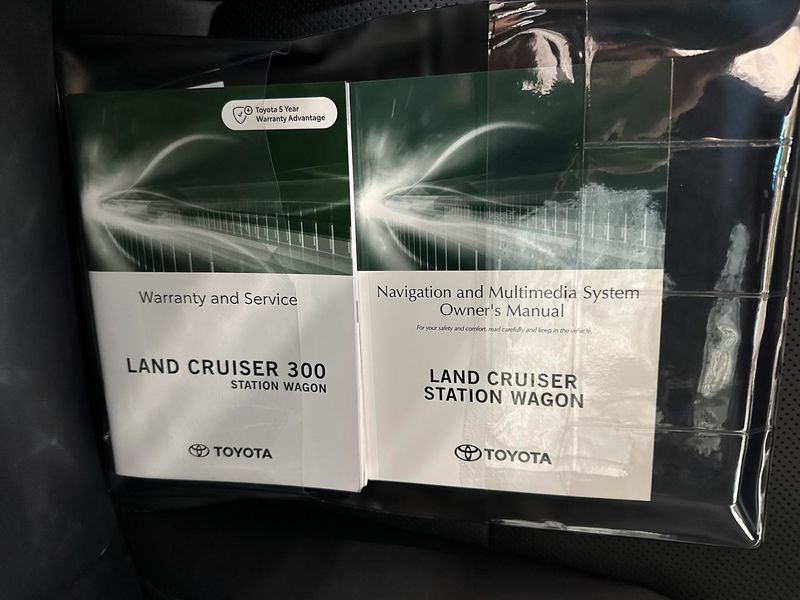 Toyota 5 Year
Warranty Advantage
Warranty and Service
LAND CRUISER 300
STATION WAGON
TOYOTA
Navigation and Multimedia System
Owner's Manual
For your safety and comfort, read carefully and keep in the vehicle.
LAND CRUISER
STATION WAGON
TOYOTA